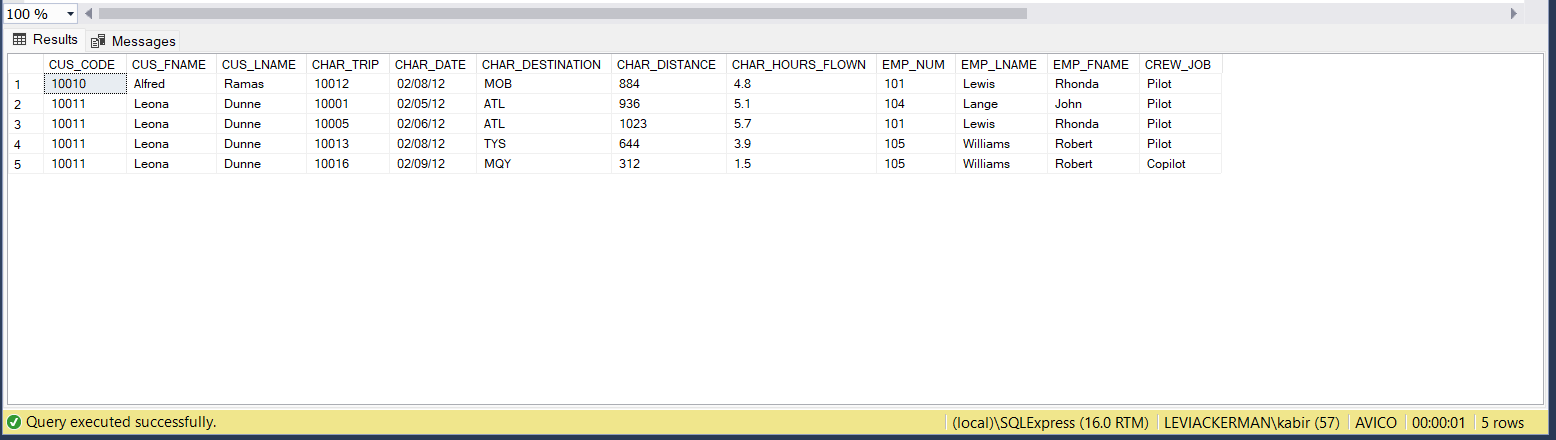 100 %
Results Messages
CUS_CODE CUS_FNAME CUS_LNAME CHAR_TRIP CHAR_DATE CHAR_DESTINATION CHAR_DISTANCE CHAR_HOURS_FLOWN EMP_NUM EMP_LNAME EMP_FNAME CREW_JOB
1 10010 Alfred Ramas 10012 02/08/12 MOB 884 4.8 101 Lewis Rhonda Pilot
2 10011 Leona Dunne 10001 02/05/12 ATL 936 5.1 104 Lange John Pilot
3 10011 Leona Dunne 10005 02/06/12 ATL 1023 5.7 101 Lewis Rhonda Pilot
4 10011 Leona Dunne 10013 02/08/12 TYS 644 3.9 105 Williams Robert Pilot
5 10011 Leona Dunne 10016 02/09/12 MQY 312 1.5 105 Williams Robert Copilot
Query executed successfully. (local)\SQLExpress (16.0 RTM) LEVIACKERMAN\kabir (57) AVICO 00:00:01 5 rows